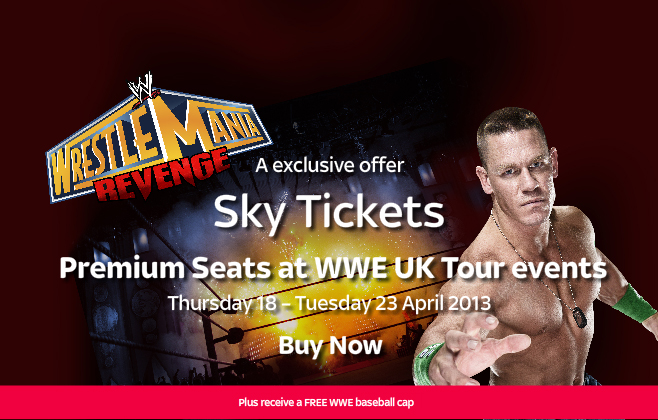 W
WRESTLEMANIA
REVENGE
A exclusive offer
Sky Tickets
Premium Seats at WWE UK Tour events
Thursday 18 – Tuesday 23 April 2013
Buy Now
Plus receive a FREE WWE baseball cap